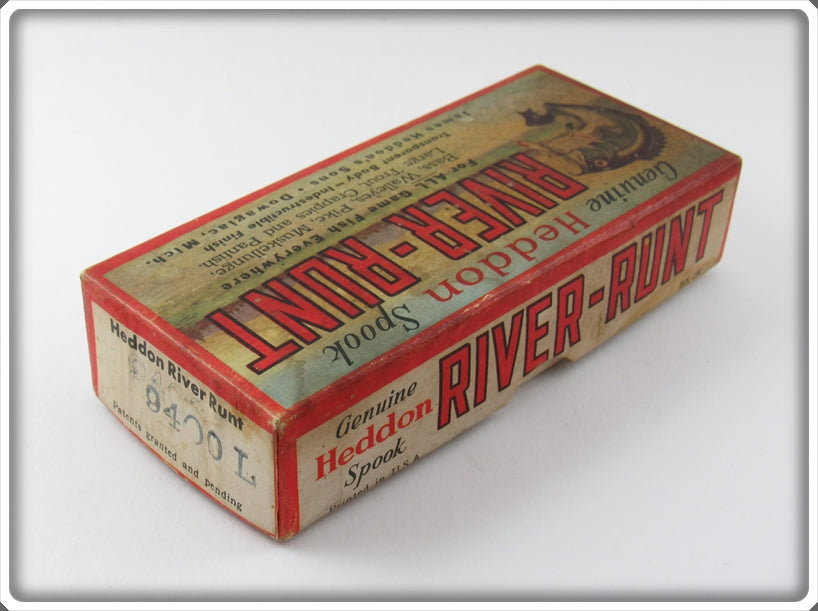 Genuine Heddon Spook
RIVER-RUNT
For ALL Game Fish Everywhere
Bass, Walleyes, Pike, Muskellunge,
Large Trout, Crappies and Panfish.
Transparent Body—Indestructible Finish
James Heddon's Sons - Dowagiac, Mich.
Genuine
Heddon
Spook
RIVER-RUNT
Printed in U.S.A.
Heddon River Runt
9400L
Patents granted and pending